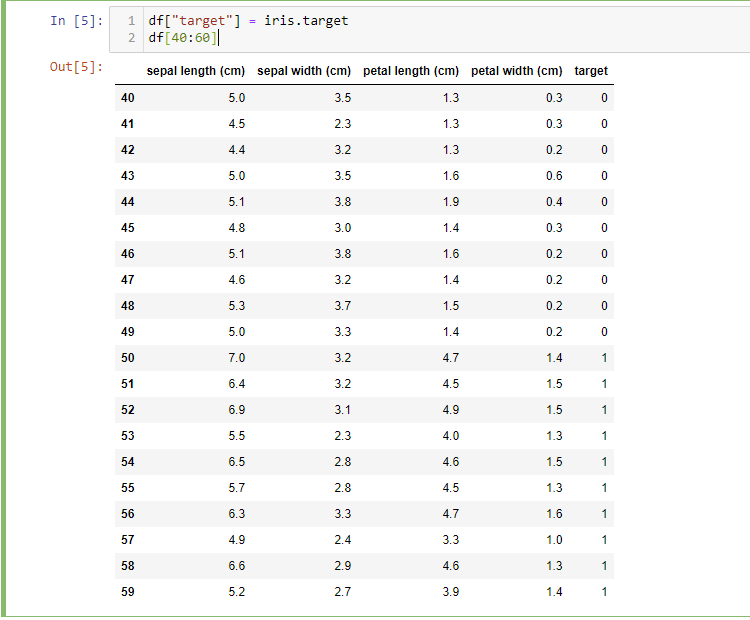 In [5]: 1 df["target"] = iris.target
2 df[40:60]
Out[5]:
sepal length (cm) sepal width (cm) petal length (cm) petal width (cm) target
40 5.0 3.5 1.3 0.3 0
41 4.5 2.3 1.3 0.3 0
42 4.4 3.2 1.3 0.2 0
43 5.0 3.5 1.6 0.6 0
44 5.1 3.8 1.9 0.4 0
45 4.8 3.0 1.4 0.3 0
46 5.1 3.8 1.6 0.2 0
47 4.6 3.2 1.4 0.2 0
48 5.3 3.7 1.5 0.2 0
49 5.0 3.3 1.4 0.2 0
50 7.0 3.2 4.7 1.4 1
51 6.4 3.2 4.5 1.5 1
52 6.9 3.1 4.9 1.5 1
53 5.5 2.3 4.0 1.3 1
54 6.5 2.8 4.6 1.5 1
55 5.7 2.8 4.5 1.3 1
56 6.3 3.3 4.7 1.6 1
57 4.9 2.4 3.3 1.0 1
58 6.6 2.9 4.6 1.3 1
59 5.2 2.7 3.9 1.4 1